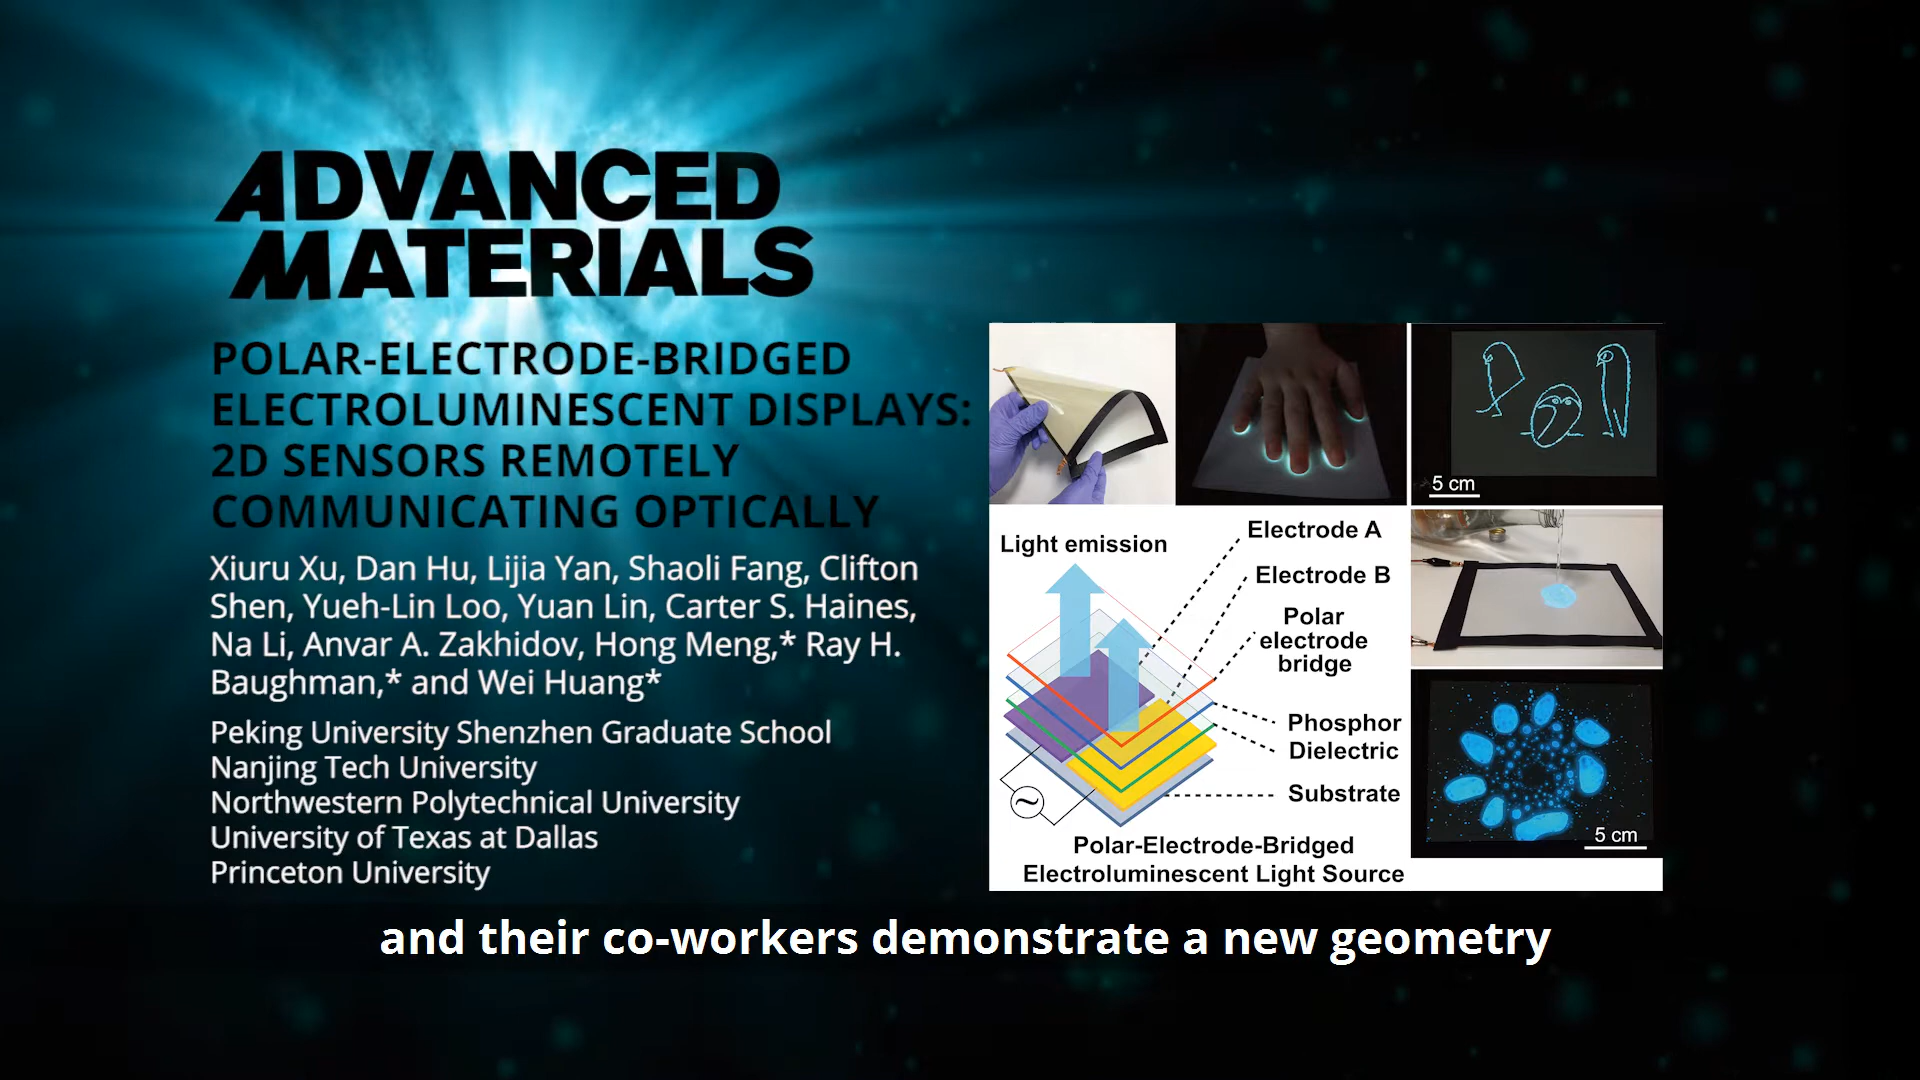 ADVANCED
MATERIALS
POLAR-ELECTRODE-BRIDGED
ELECTROLUMINESCENT DISPLAYS:
2D SENSORS REMOTELY
COMMUNICATING OPTICALLY
Xiuru Xu, Dan Hu, Lijia Yan, Shaoli Fang, Clifton
Shen, Yueh-Lin Loo, Yuan Lin, Carter S. Haines,
Na Li, Anvar A. Zakhidov, Hong Meng,* Ray H.
Baughman,* and Wei Huang*
Peking University Shenzhen Graduate School
Nanjing Tech University
Northwestern Polytechnical University
University of Texas at Dallas
Princeton University
5 cm
Light emission
Electrode A
Electrode B
Polar
electrode
bridge
Phosphor
Dielectric
Substrate
Polar-Electrode-Bridged
Electroluminescent Light Source
5 cm
and their co-workers demonstrate a new geometry